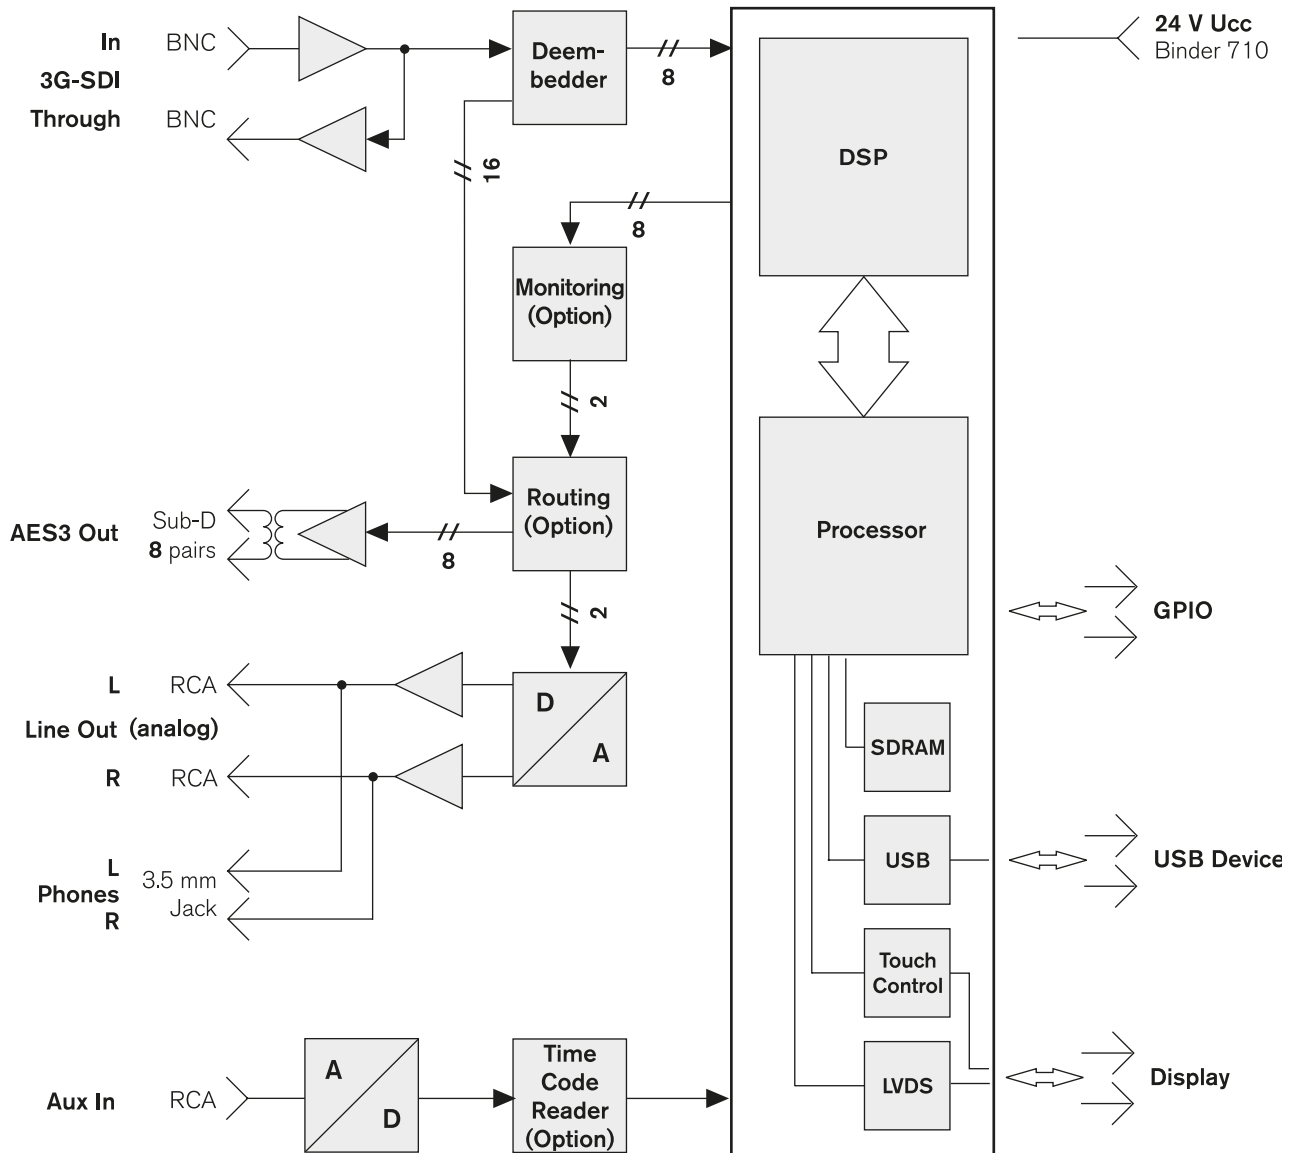 In BNC
3G-SDI
Through BNC
Deem-
bedder
8
16
8
DSP
24 V Ucc
Binder 710
Monitoring
(Option)
2
Routing
(Option)
AES3 Out
Sub-D
8 pairs
8
2
Processor
GPIO
L RCA
Line Out (analog)
R RCA
D
A
SDRAM
L
Phones
R
3.5 mm
Jack
USB
USB Device
Touch
Control
Aux In RCA
A
D
Time
Code
Reader
(Option)
LVDS
Display